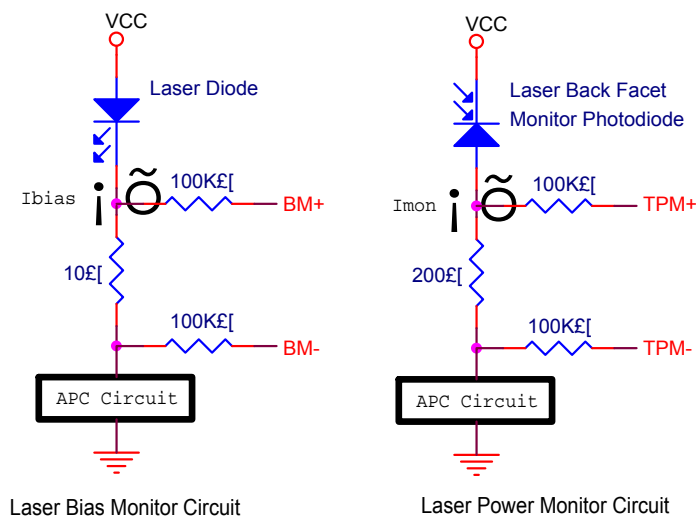 VCC
Laser Diode
Ibias
¡õ
100K£[
BM+
10£[
100K£[
BM-
APC Circuit
Laser Bias Monitor Circuit
VCC
Laser Back Facet
Monitor Photodiode
Imon
¡õ
100K£[
TPM+
200£[
100K£[
TPM-
APC Circuit
Laser Power Monitor Circuit